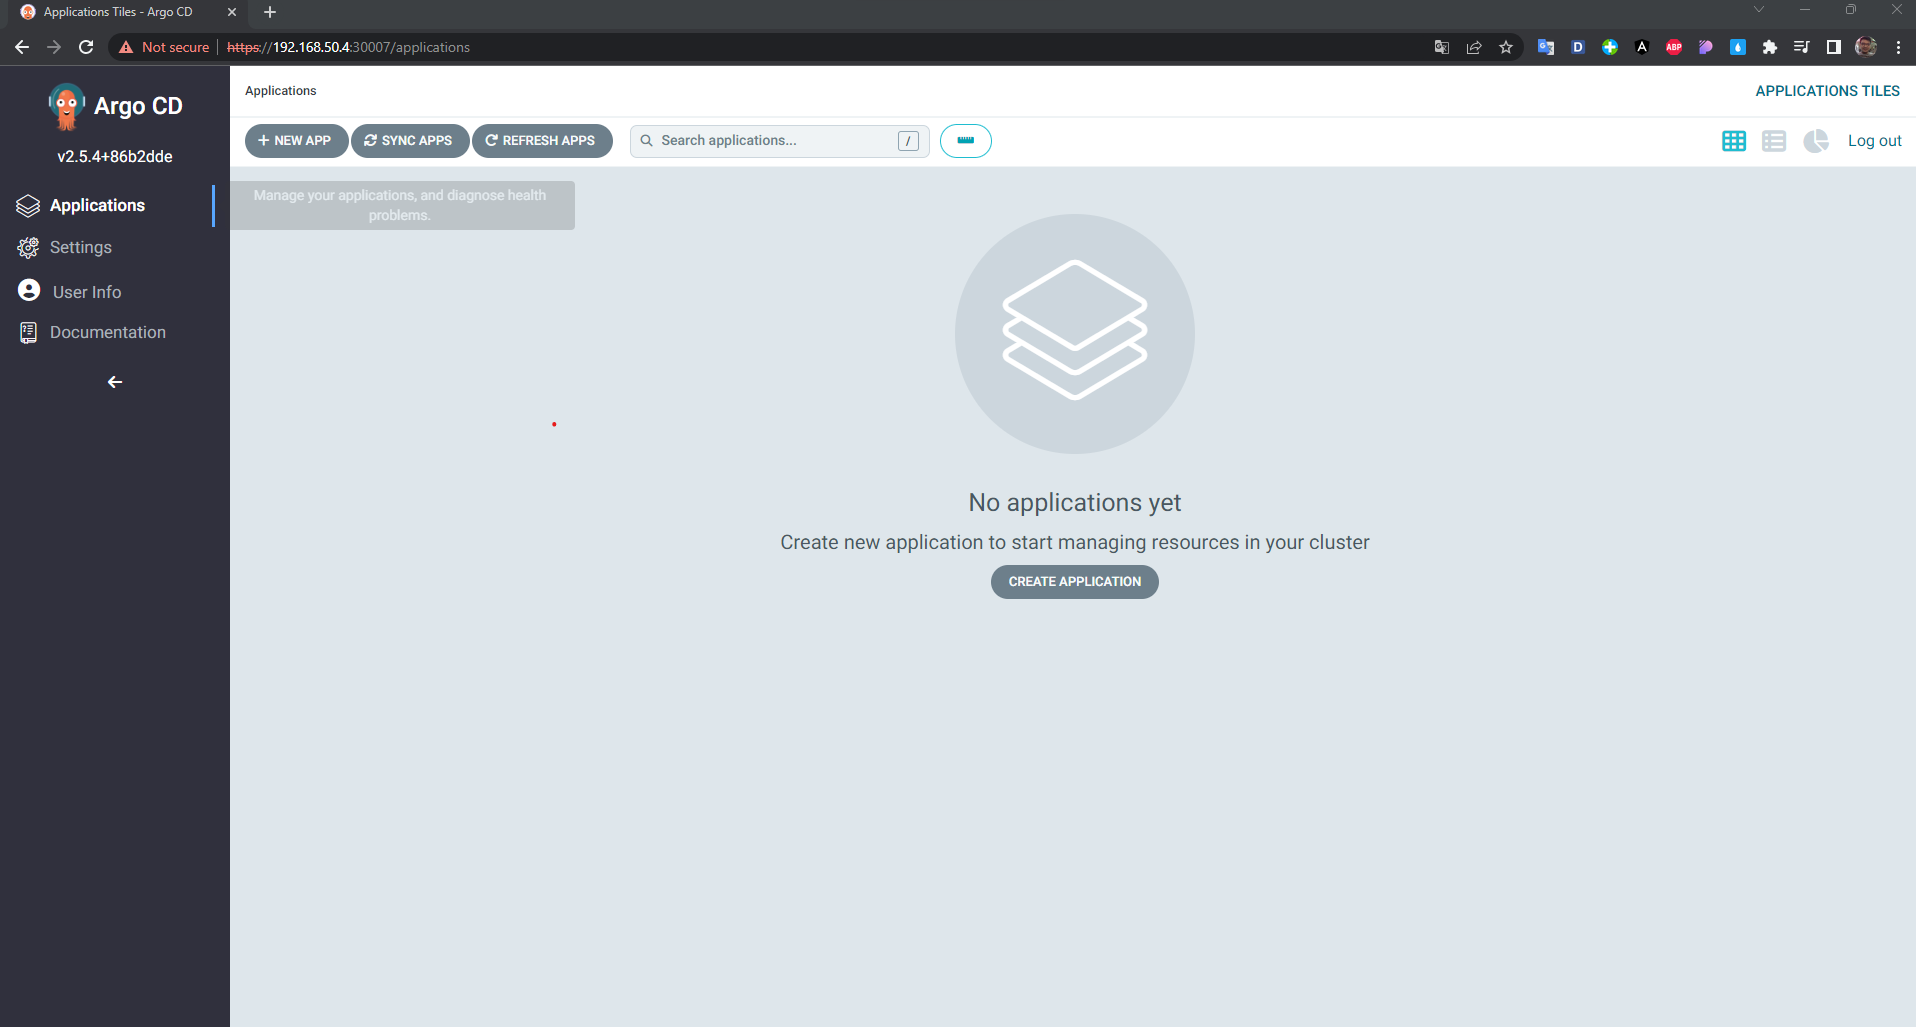 Applications Tiles - Argo CD
Not secure
https://192.168.50.4:30007/applications
Argo CD
v2.5.4+86b2dde
Applications
Settings
User Info
Documentation
Applications
APPLICATIONS TILES
NEW APP
SYNC APPS
REFRESH APPS
Search applications...
/
Log out
Manage your applications, and diagnose health
problems.
No applications yet
Create new application to start managing resources in your cluster
CREATE APPLICATION
D
A
ABP